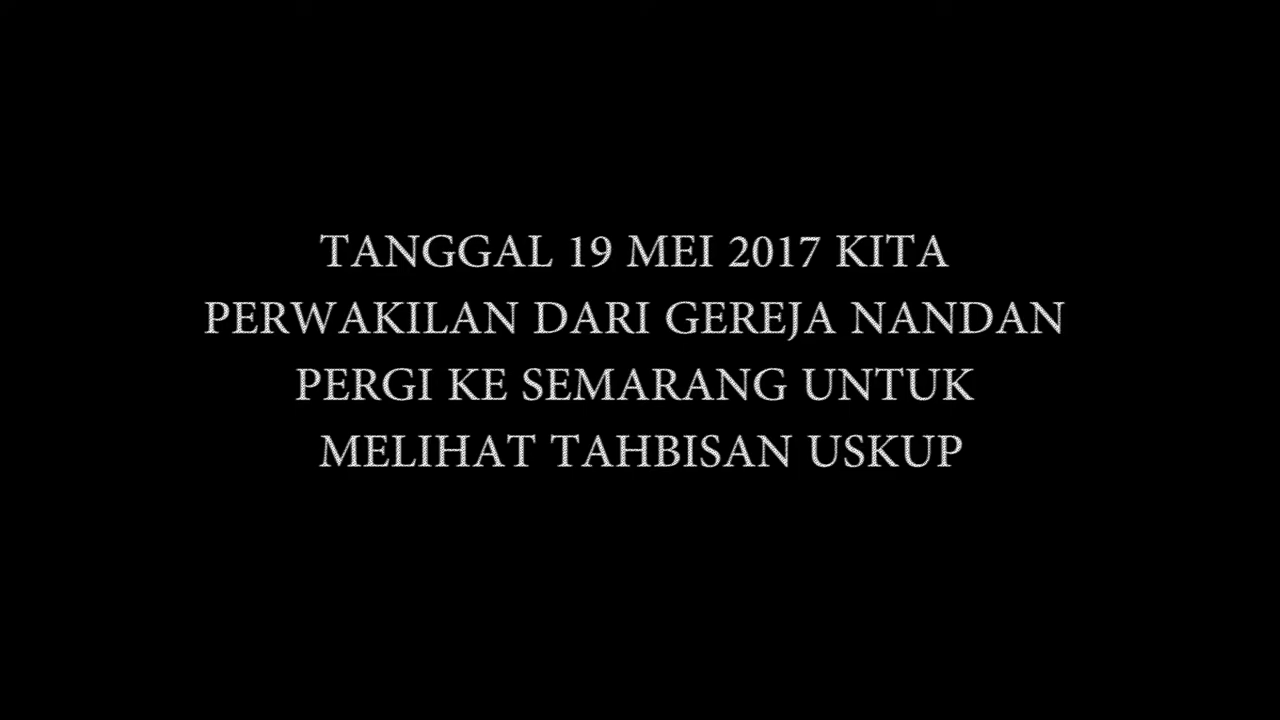 TANGGAL 19 MEI 2017 KITA
PERWAKILAN DARI GEREJA NANDAN
PERGI KE SEMARANG UNTUK
MELIHAT TAHBISAN USKUP